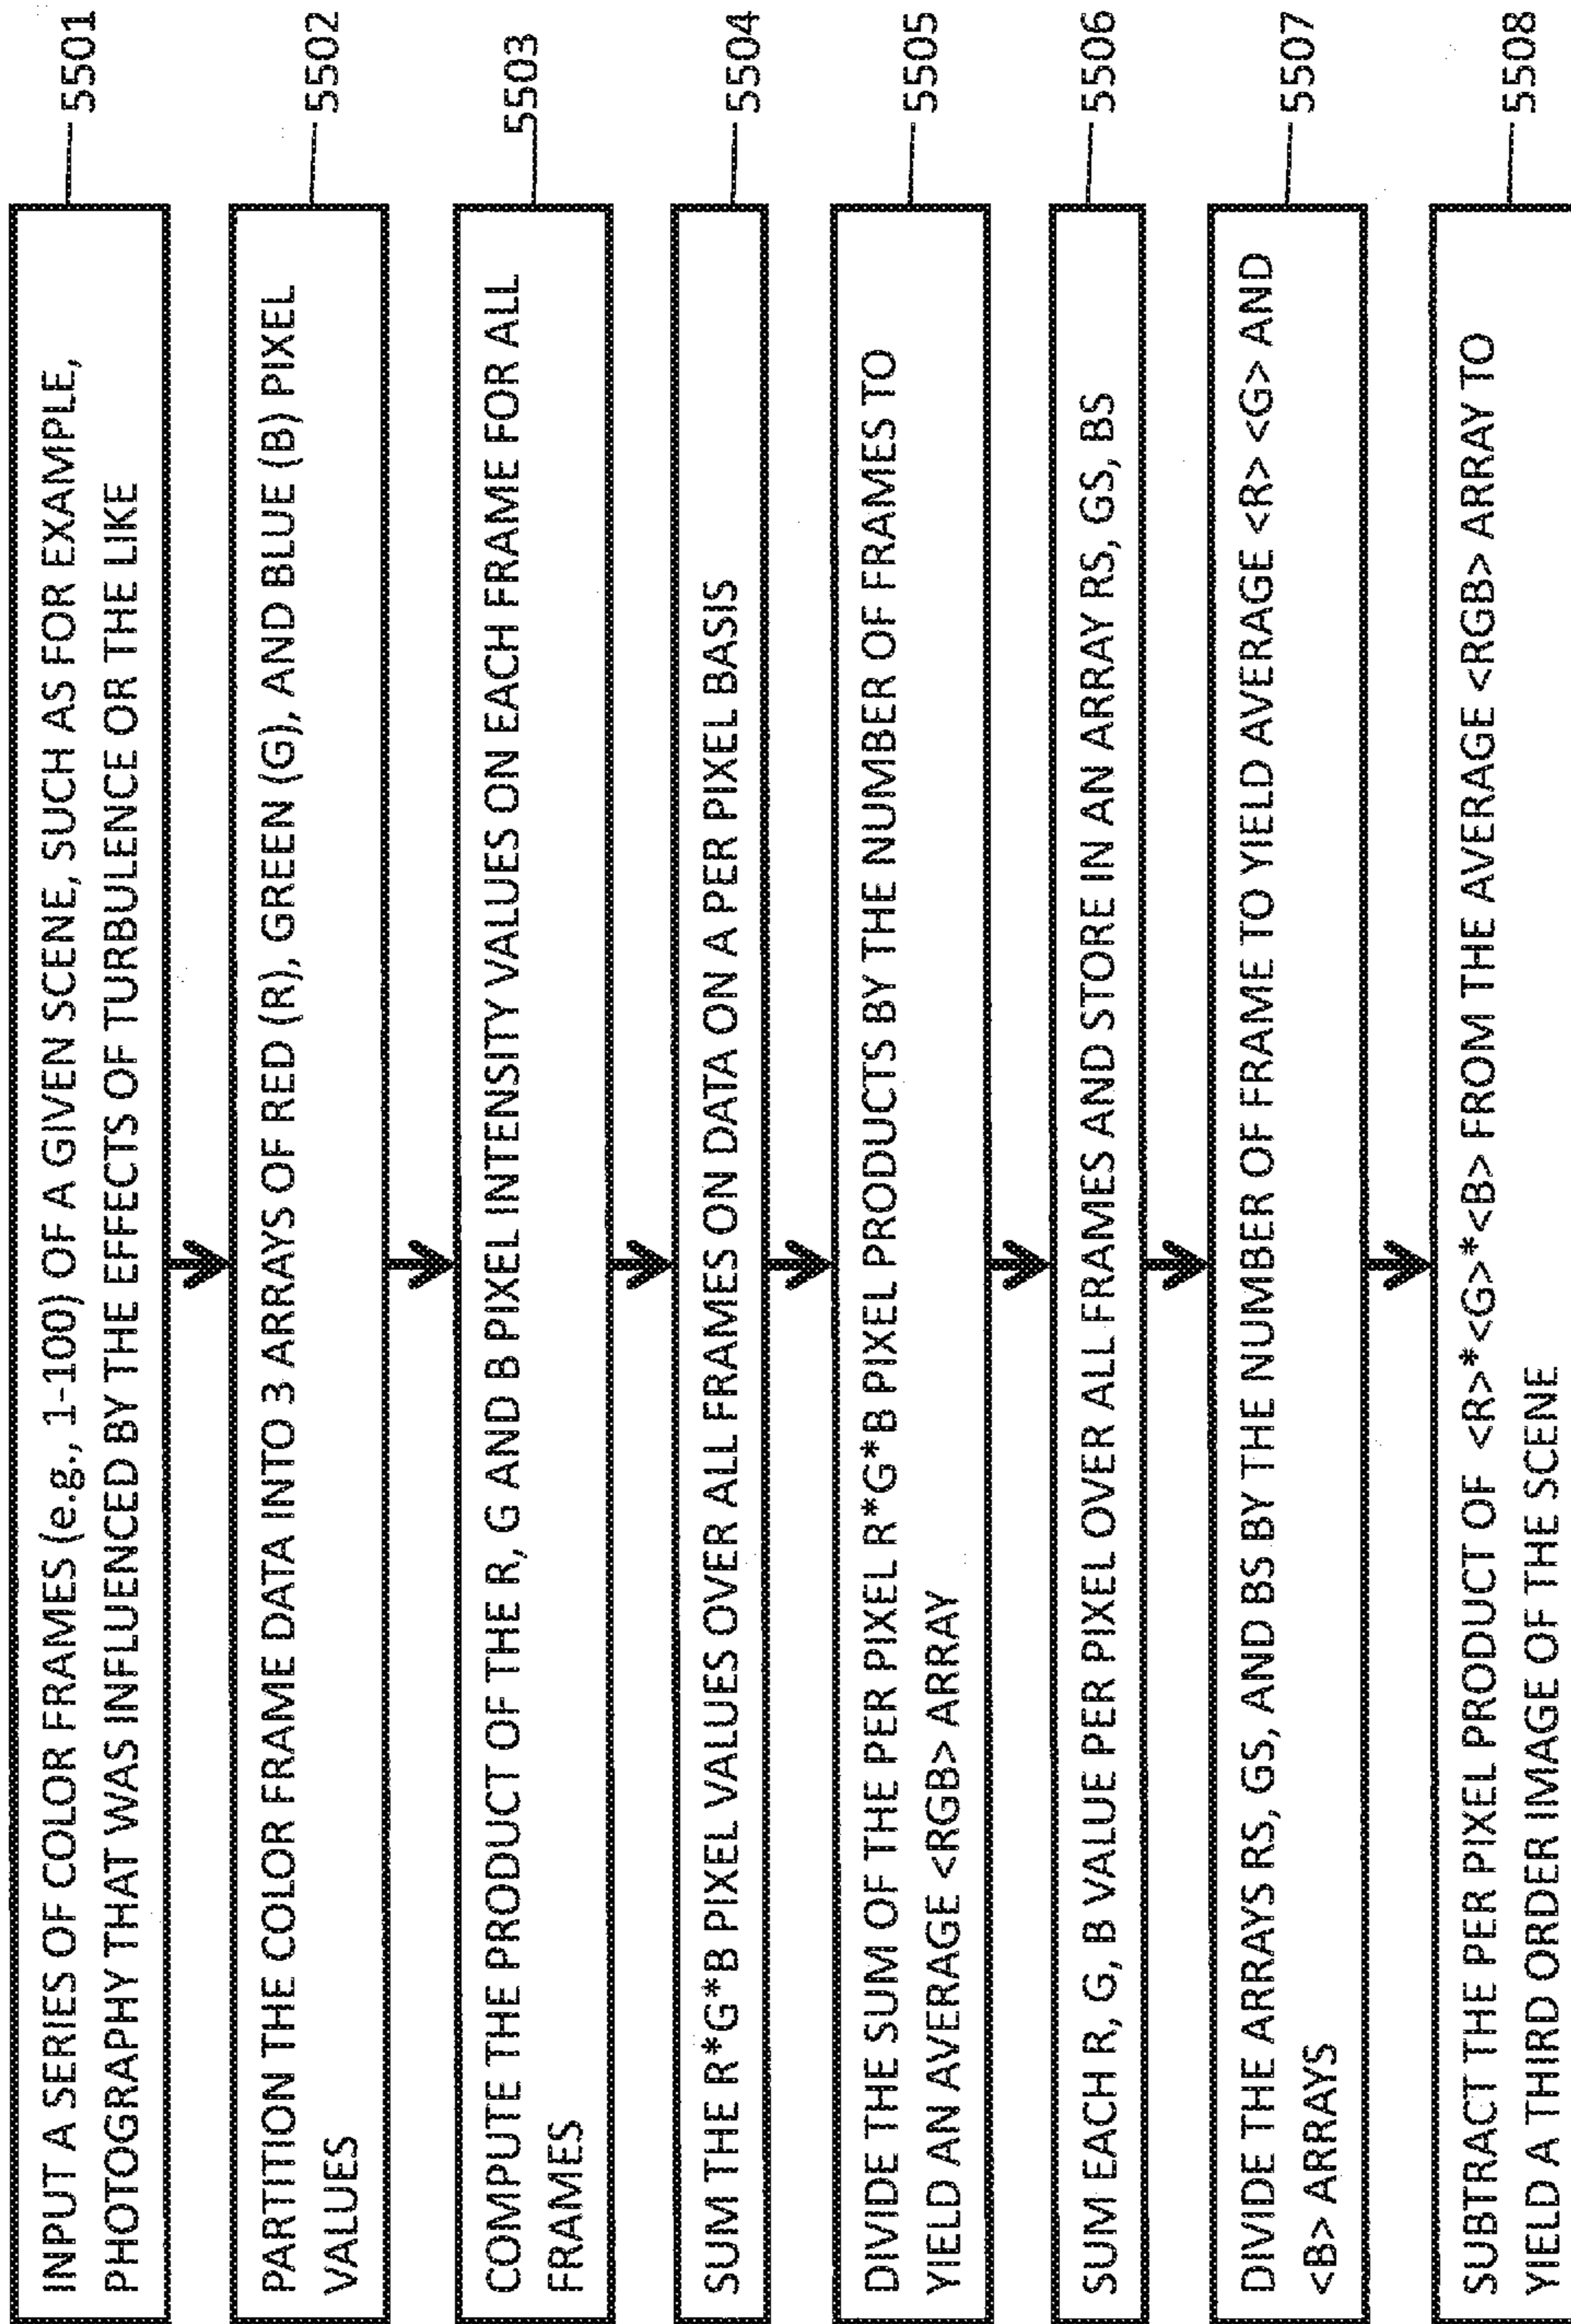 INPUT A SERIES OF COLOR FRAMES (e.g., 1-100) OF A GIVEN SCENE, SUCH AS FOR EXAMPLE,
PHOTOGRAPHY THAT WAS INFLUENCED BY THE EFFECTS OF TURBULENCE OR THE LIKE
5501
PARTITION THE COLOR FRAME DATA INTO 3 ARRAYS OF RED (R), GREEN (G), AND BLUE (B) PIXEL
VALUES
5502
COMPUTE THE PRODUCT OF THE R, G AND B PIXEL INTENSITY VALUES ON EACH FRAME FOR ALL
FRAMES
5503
SUM THE R*G*B PIXEL VALUES OVER ALL FRAMES ON DATA ON A PER PIXEL BASIS
5504
DIVIDE THE SUM OF THE PER PIXEL R*G*B PIXEL PRODUCTS BY THE NUMBER OF FRAMES TO
YIELD AN AVERAGE <RGB> ARRAY
5505
SUM EACH R, G, B VALUE PER PIXEL OVER ALL FRAMES AND STORE IN AN ARRAY RS, GS, BS
5506
DIVIDE THE ARRAYS RS, GS, AND BS BY THE NUMBER OF FRAME TO YIELD AVERAGE <R> <G> AND
<B> ARRAYS
5507
SUBTRACT THE PER PIXEL PRODUCT OF <R>*<G>*<B> FROM THE AVERAGE <RGB> ARRAY TO
YIELD A THIRD ORDER IMAGE OF THE SCENE
5508